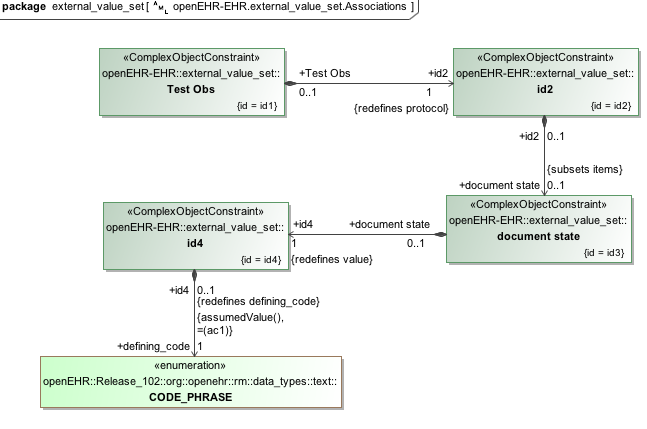 package external_value_set [ AML openEHR-EHR.external_value_set.Associations ]
«ComplexObjectConstraint»
openEHR-EHR::external_value_set::
Test Obs
{id = id1}
+Test Obs
0..1
+id2
1
{redefines protocol}
«ComplexObjectConstraint»
openEHR-EHR::external_value_set::
id2
{id = id2}
+id2 0..1
{subsets items}
+document state 0..1
«ComplexObjectConstraint»
openEHR-EHR::external_value_set::
document state
{id = id3}
+document state
0..1
+id4
1
{redefines value}
«ComplexObjectConstraint»
openEHR-EHR::external_value_set::
id4
{id = id4}
+id4 0..1
{redefines defining_code}
{assumedValue(),
=(ac1)}
+defining_code 1
«enumeration»
openEHR::Release_102::org::openehr::rm::data_types::text::
CODE_PHRASE